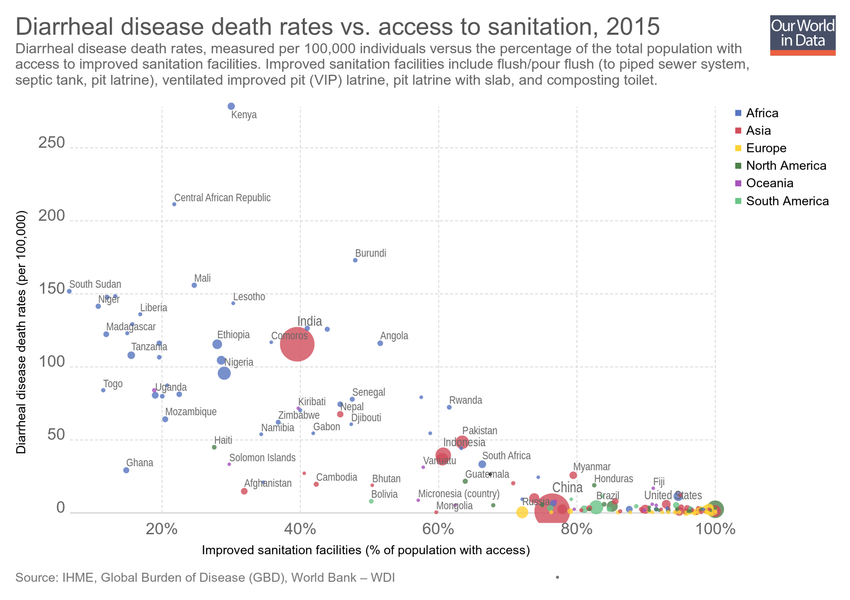 Diarrheal disease death rates vs. access to sanitation, 2015
Diarrheal disease death rates, measured per 100,000 individuals versus the percentage of the total population with
access to improved sanitation facilities. Improved sanitation facilities include flush/pour flush (to piped sewer system,
septic tank, pit latrine), ventilated improved pit (VIP) latrine, pit latrine with slab, and composting toilet.
Our World
in Data
Africa
Asia
Europe
North America
Oceania
South America
Diarrheal disease death rates (per 100,000)
250
200
150
100
50
0
Kenya
Central African Republic
Burundi
South Sudan
Mali
Niger
Lesotho
Liberia
India
Madagascar
Ethiopia
Comoros
Angola
Tanzania
Nigeria
Togo
Uganda
Senegal
Kiribati
Nepal
Rwanda
Mozambique
Zimbabwe
Djibouti
Namibia
Gabon
Haiti
Pakistan
Indonesia
Ghana
Solomon Islands
Vanuatu
South Africa
Myanmar
Afghanistan
Cambodia
Bhutan
Guatemala
Honduras
Fiji
Bolivia
Micronesia (country)
China
Mongolia
Russia
Brazil
United States
20%
40%
60%
80%
100%
Improved sanitation facilities (% of population with access)
Source: IHME, Global Burden of Disease (GBD), World Bank – WDI